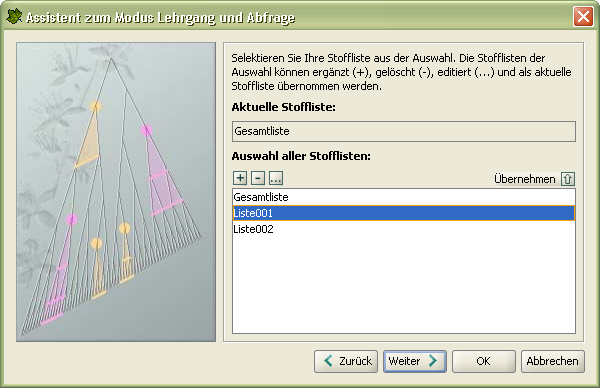 Assistent zum Modus Lehrgang und Abfrage
Selektieren Sie Ihre Stoffliste aus der Auswahl. Die Stofflisten der
Auswahl können ergänzt (+), gelöscht (-), editiert (...) und als aktuelle
Stoffliste übernommen werden.
Aktuelle Stoffliste:
Gesamtliste
Auswahl aller Stofflisten:
+ - ... Übernehmen
Gesamtliste
Liste001
Liste002
Zurück Weiter OK Abbrechen